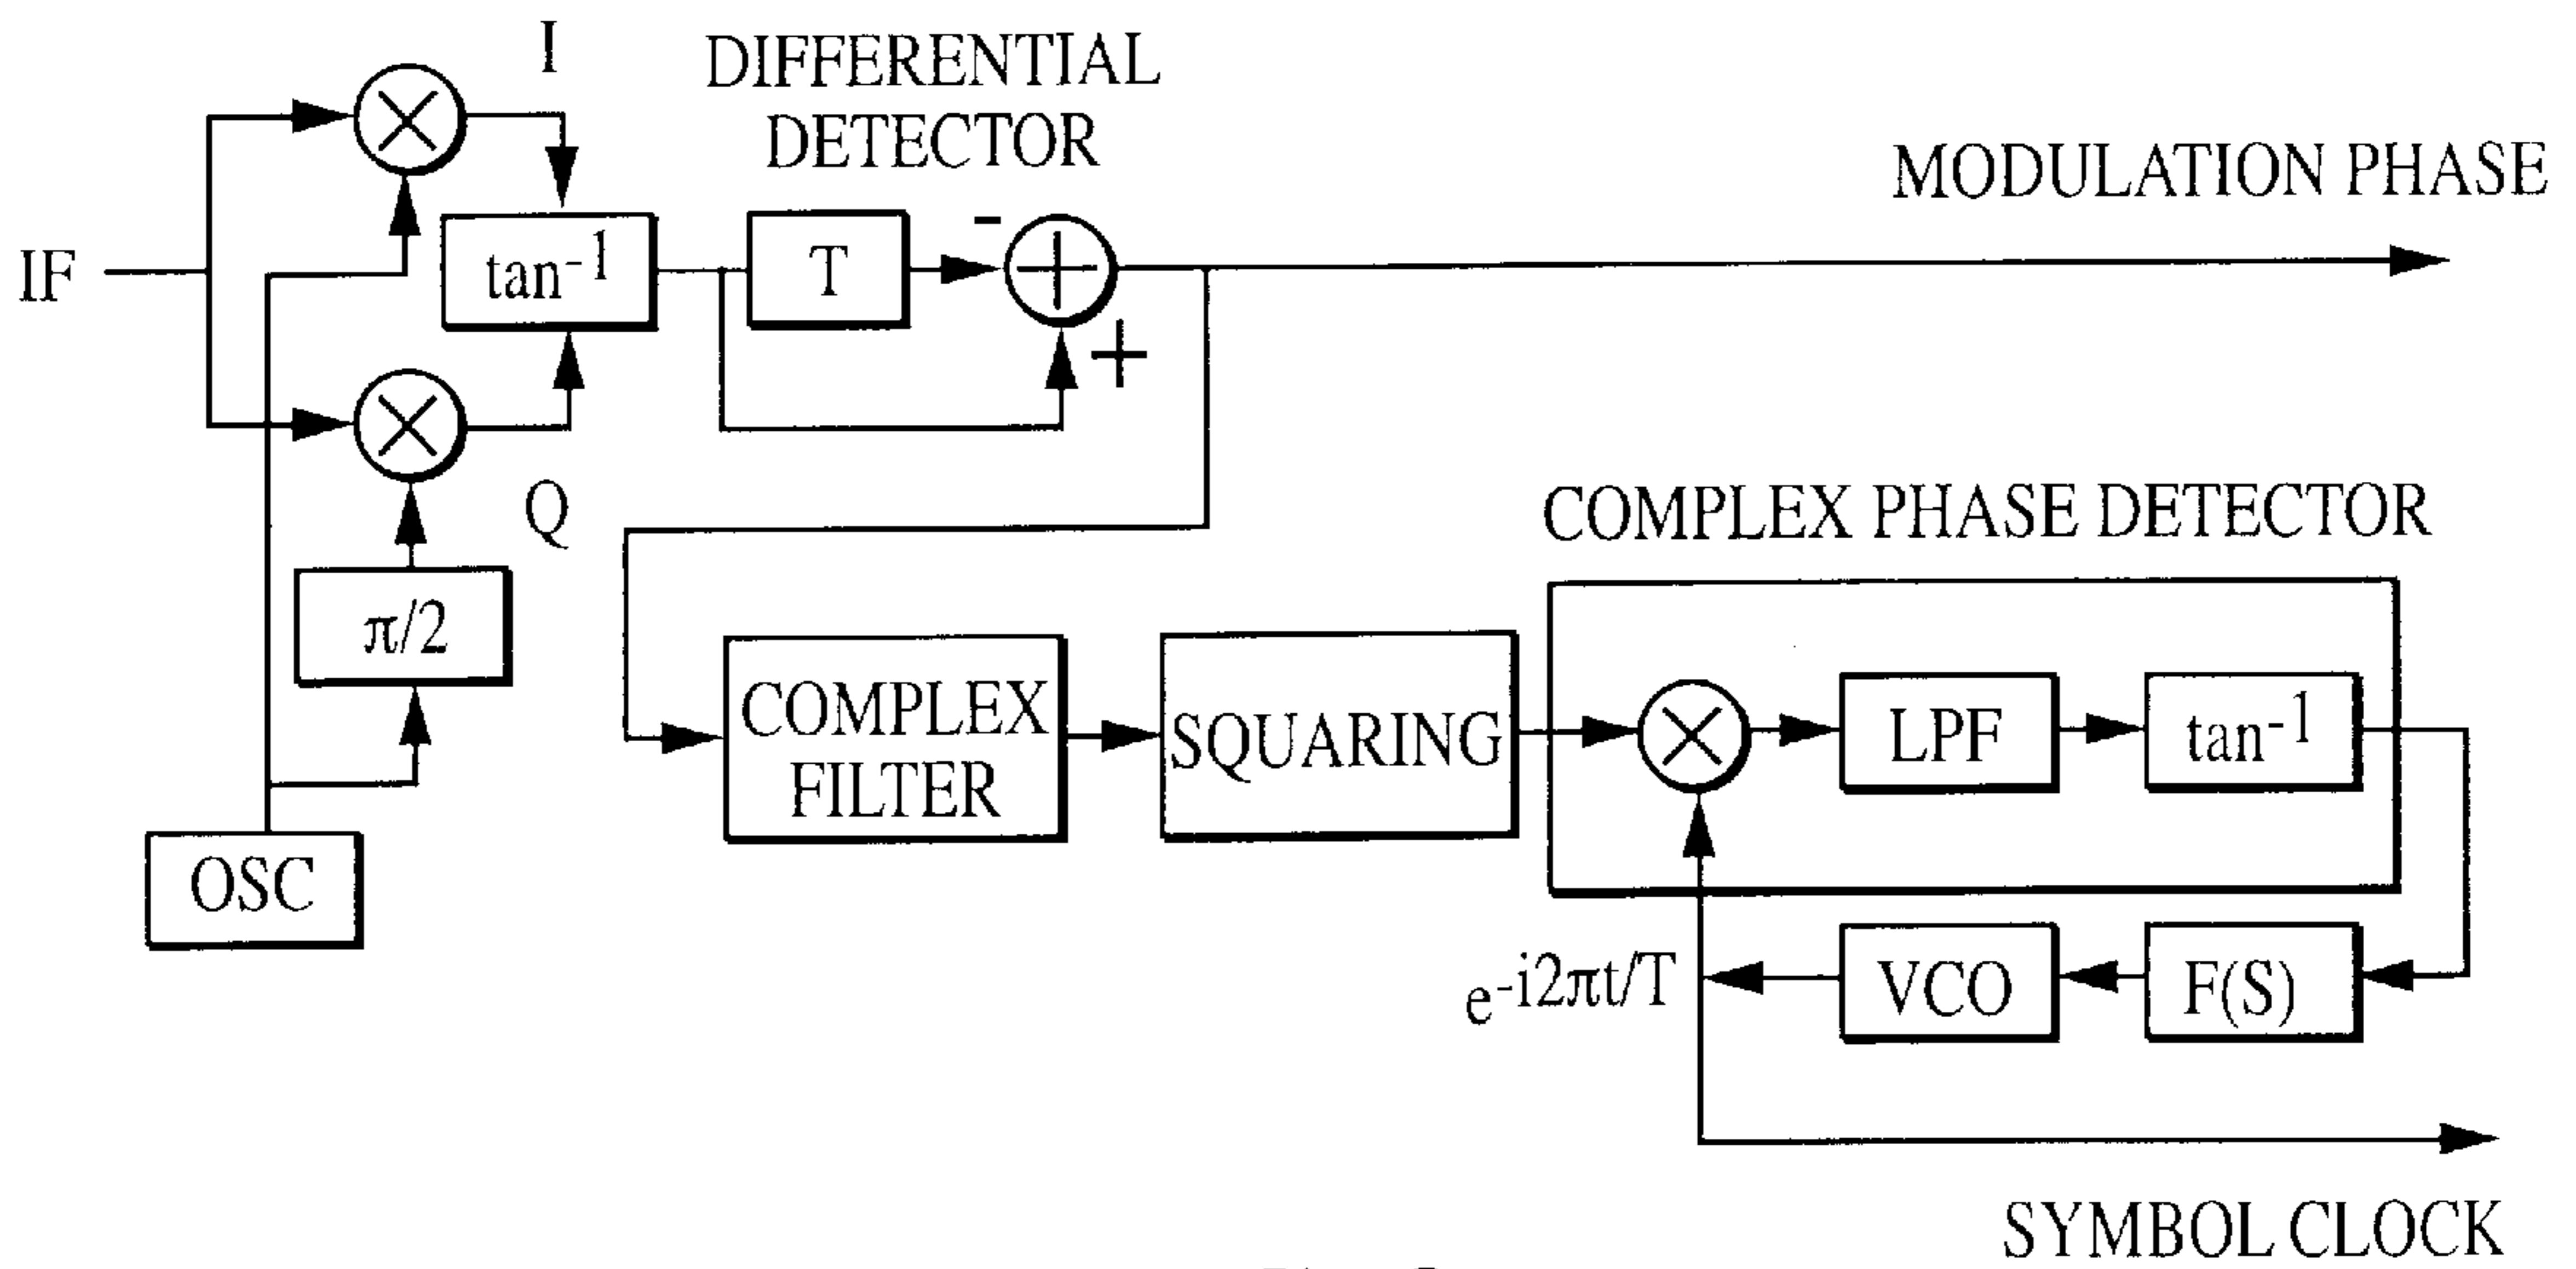 I
DIFFERENTIAL
DETECTOR
MODULATION PHASE
IF
tan-1
T
-
+
Q
π/2
COMPLEX PHASE DETECTOR
COMPLEX
FILTER
SQUARING
LPF
tan-1
OSC
e-i2πt/T
VCO
F(S)
SYMBOL CLOCK